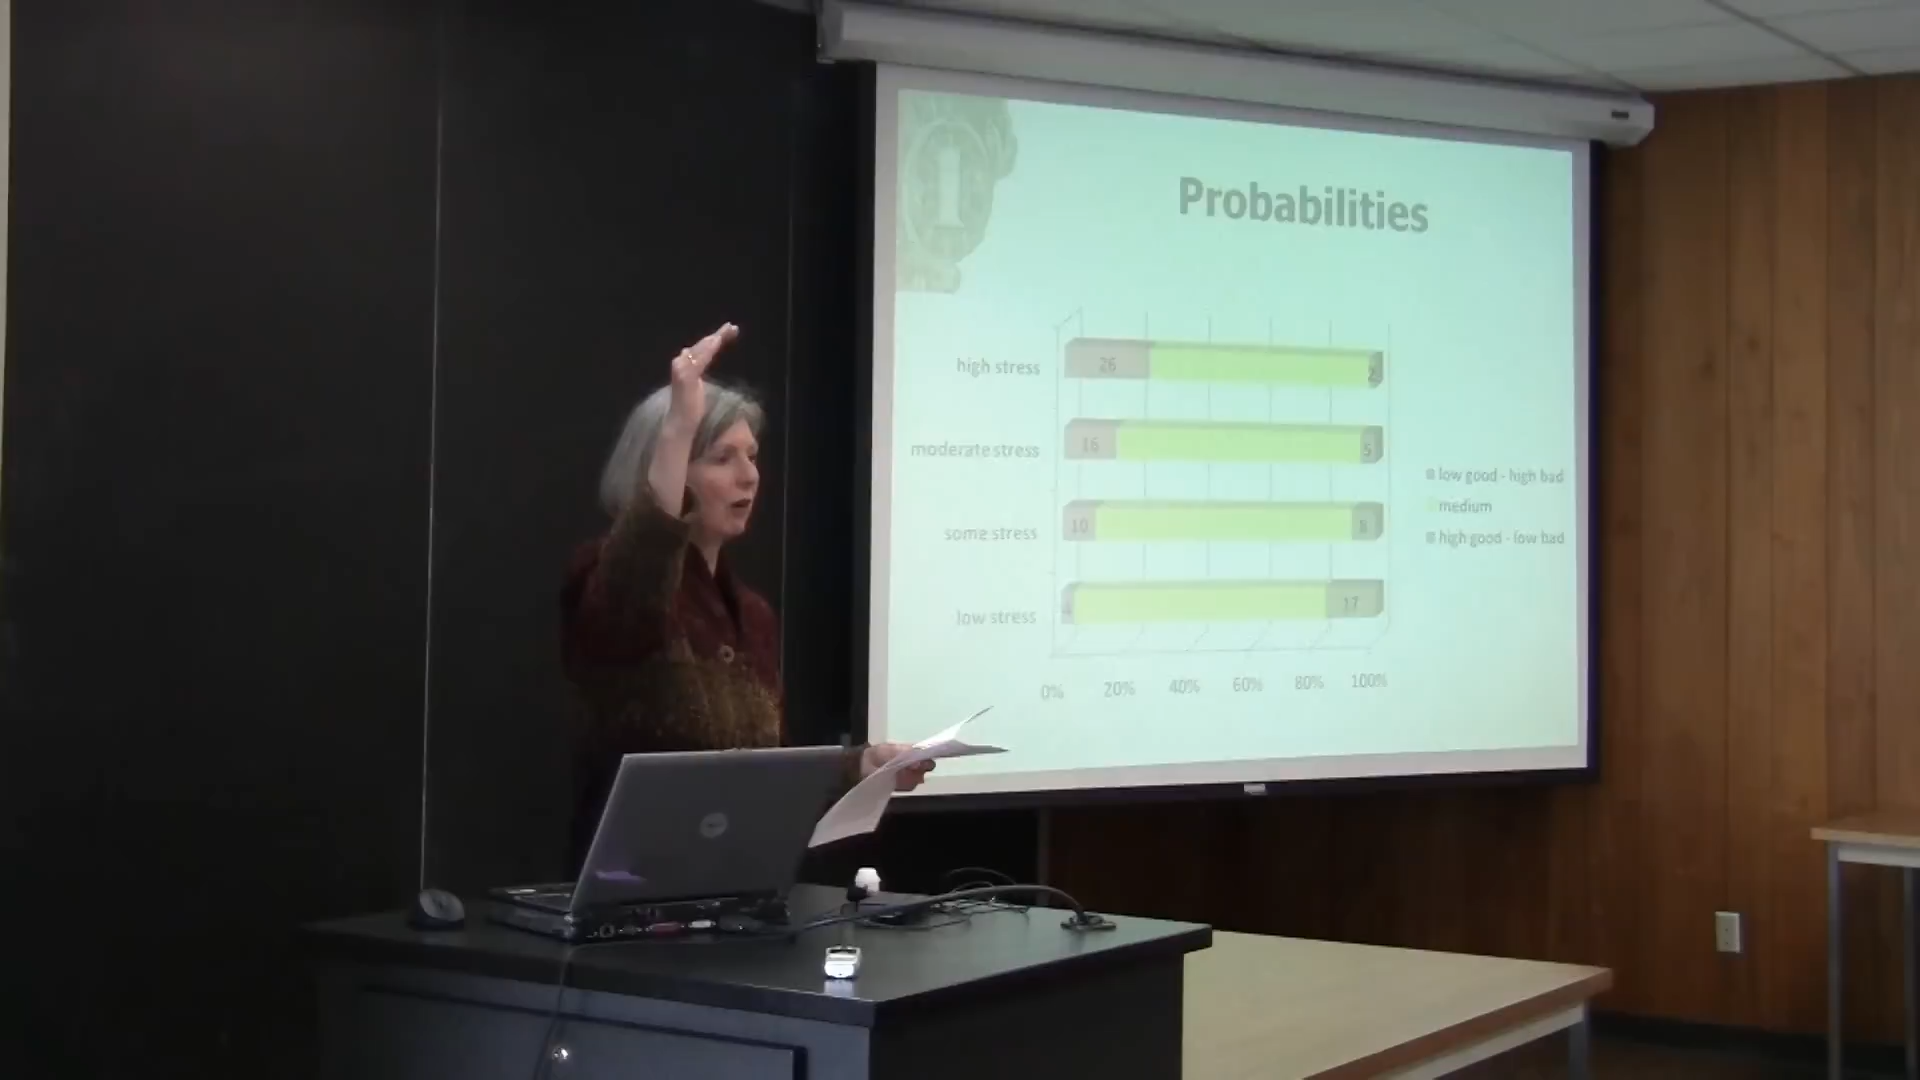 Probabilities
high stress
26
2
moderate stress
16
5
some stress
10
8
low stress
17
low good - high bad
medium
high good - low bad
0% 20% 40% 60% 80% 100%